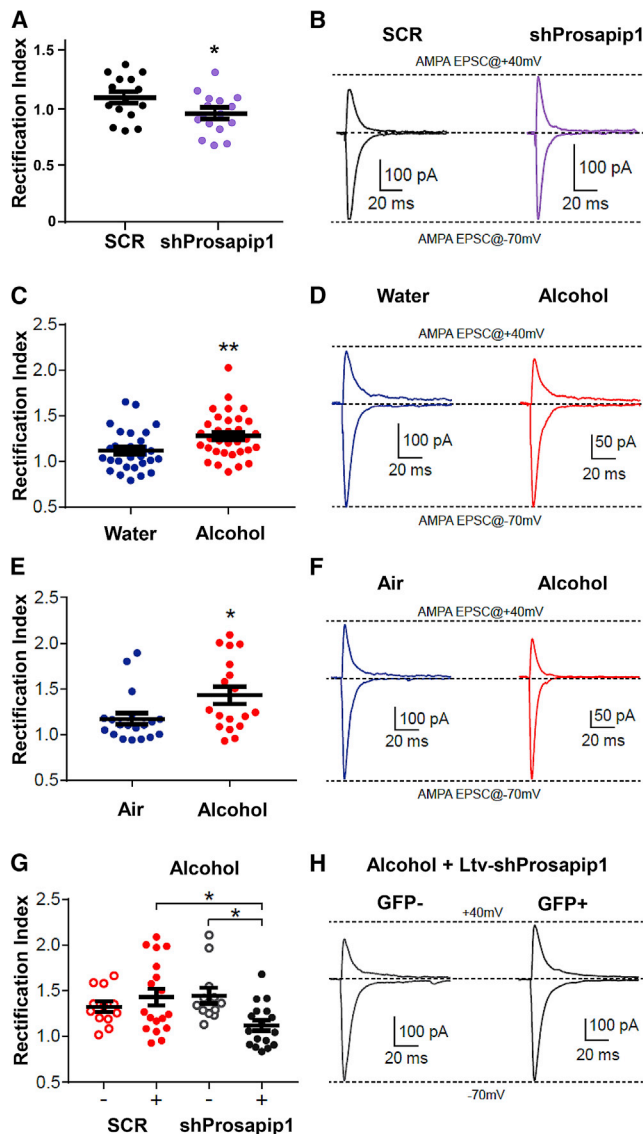 A
Rectification Index
1.5
*
1.0
1.5
0
SCR
shProsapip1
B
SCR
shProsapip1
AMPA EPSC@+40mV
100 pA
20 ms
100 pA
20 ms
AMPA EPSC@-70mV
C
Rectification Index
2.5
2.0
**
1.5
1.0
0.5
Water
Alcohol
D
Water
Alcohol
AMPA EPSC@+40mV
100 pA
20 ms
50 pA
20 ms
AMPA EPSC@-70mV
E
Rectification Index
2.5
*
2.0
1.5
1.0
0.5
Air
Alcohol
F
Air
Alcohol
AMPA EPSC@+40mV
100 pA
20 ms
50 pA
20 ms
AMPA EPSC@-70mV
G
Alcohol
Rectification Index
2.5
*
*
2.0
1.5
1.0
0.5
- + - +
SCR
shProsapip1
H
Alcohol + Ltv-shProsapip1
GFP-
GFP+
+40mV
100 pA
20 ms
100 pA
20 ms
-70mV